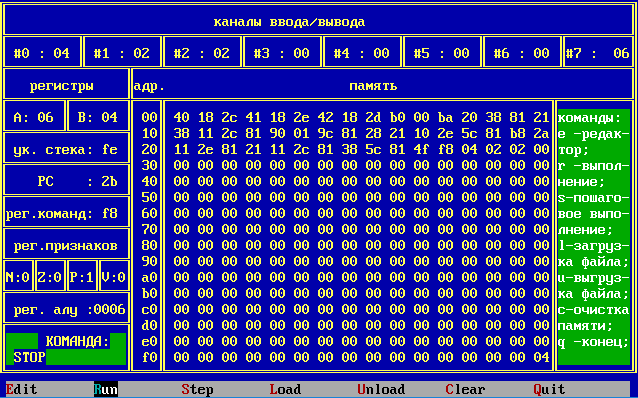 каналы ввода/вывода
#0 : 04 #1 : 02 #2 : 02 #3 : 00 #4 : 00 #5 : 00 #6 : 00 #7 : 06
регистры адр. память
A: 06 B: 04 00 40 18 2c 41 18 2e 42 18 2d b0 00 ba 20 38 81 21 команды:
10 38 11 2c 81 90 01 9c 81 28 21 10 2e 5c 81 b8 2a e -редак-
ук. стека: fe 20 11 2e 81 21 11 2c 81 38 5c 81 4f f8 04 02 02 00 тор;
30 00 00 00 00 00 00 00 00 00 00 00 00 00 00 00 00 r -выпол-
PC : 2b 40 00 00 00 00 00 00 00 00 00 00 00 00 00 00 00 00 нение;
50 00 00 00 00 00 00 00 00 00 00 00 00 00 00 00 00 s-пошаго-
рег.команд: f8 60 00 00 00 00 00 00 00 00 00 00 00 00 00 00 00 00 вое выпо-
70 00 00 00 00 00 00 00 00 00 00 00 00 00 00 00 00 лнение;
рег.признаков 80 00 00 00 00 00 00 00 00 00 00 00 00 00 00 00 00 l-загруз-
90 00 00 00 00 00 00 00 00 00 00 00 00 00 00 00 00 ка файла;
N:0 Z:0 P:1 V:0 a0 00 00 00 00 00 00 00 00 00 00 00 00 00 00 00 00 u-выгруз-
b0 00 00 00 00 00 00 00 00 00 00 00 00 00 00 00 00 ка файла;
рег. алу :0006 c0 00 00 00 00 00 00 00 00 00 00 00 00 00 00 00 00 c-очистка
d0 00 00 00 00 00 00 00 00 00 00 00 00 00 00 00 00 памяти;
КОМАНДА: e0 00 00 00 00 00 00 00 00 00 00 00 00 00 00 00 00 q -конец;
STOP f0 00 00 00 00 00 00 00 00 00 00 00 00 00 00 00 04
Edit Run Step Load Unload Clear Quit